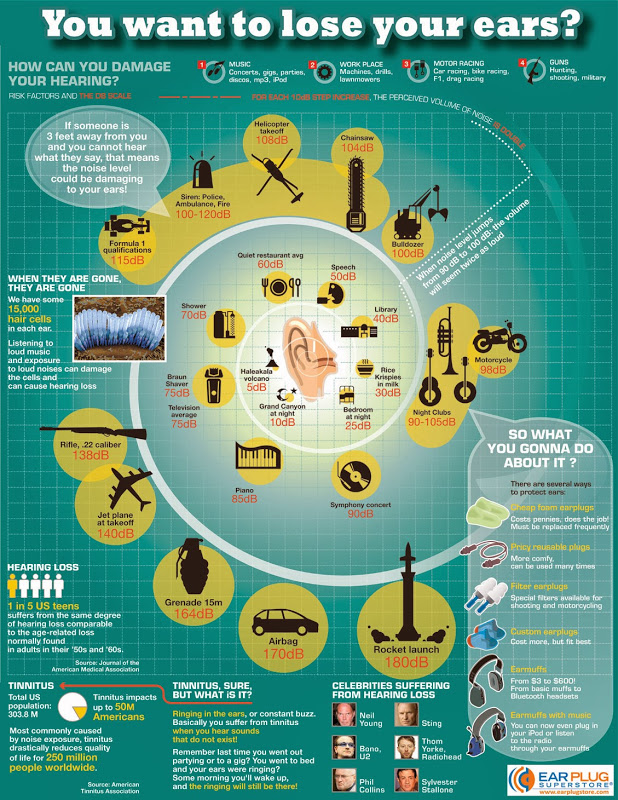 You want to lose your ears?
HOW CAN YOU DAMAGE
YOUR HEARING?
RISK FACTORS AND THE DB SCALE
1
MUSIC
Concerts, gigs, parties,
discos, mp3, iPod
2
WORK PLACE
Machines, drills,
lawnmowers
3
MOTOR RACING
Car racing, bike racing,
F1, drag racing
4
GUNS
Hunting,
shooting, military
FOR EACH 10dB STEP INCREASE, THE PERCEIVED VOLUME OF NOISE IS DOUBLE
If someone is
3 feet away from you
and you cannot hear
what they say, that means
the noise level
could be damaging
to your ears!
Helicopter
takeoff
108dB
Chainsaw
104dB
Siren: Police,
Ambulance, Fire
100-120dB
Formula 1
qualifications
115dB
Bulldozer
100dB
When noise level jumps
from 90 dB to 100 dB, the volume
will seem twice as loud
Quiet restaurant avg
60dB
Speech
50dB
Shower
70dB
Library
40dB
Haleakala
volcano
5dB
Rice
Krispies
in milk
30dB
Braun
Shaver
75dB
Television
average
75dB
Grand Canyon
at night
10dB
Bedroom
at night
25dB
Motorcycle
98dB
Night Clubs
90-105dB
Piano
85dB
Symphony concert
90dB
WHEN THEY ARE GONE,
THEY ARE GONE
We have some
15,000
hair cells
in each ear.
Listening to
loud music
and exposure
to loud noises can damage
the cells and
can cause hearing loss
Rifle, .22 caliber
138dB
Jet plane
at takeoff
140dB
Grenade 15m
164dB
Airbag
170dB
Rocket launch
180dB
SO WHAT
YOU GONNA DO
ABOUT IT ?
There are several ways
to protect ears:
Cheap foam earplugs
Costs pennies, does the job!
Must be replaced frequently
Pricy reusable plugs
More comfy,
can be used many times
Filter earplugs
Special filters available for
shooting and motorcycling
Custom earplugs
Cost more, but fit best
Earmuffs
From $3 to $600!
From basic muffs to
Bluetooth headsets
Earmuffs with music
You can now even plug in
your iPod or listen
to the radio
through your earmuffs
HEARING LOSS
1 in 5 US teens
suffers from the same degree
of hearing loss comparable
to the age-related loss
normally found
in adults in their '50s and '60s.
Source: Journal of the
American Medical Association
TINNITUS
Total US
population:
303.8 M
Tinnitus impacts
up to 50M
Americans
Most commonly caused
by noise exposure, tinnitus
drastically reduces quality
of life for 250 million
people worldwide.
Source: American
Tinnitus Association
TINNITUS, SURE,
BUT WHAT iS iT?
Ringing in the ears, or constant buzz.
Basically you suffer from tinnitus
when you hear sounds
that do not exist!
Remember last time you went out
partying or to a gig? You went to bed
and your ears were ringing?
Some morning you'll wake up,
and the ringing will still be there!
CELEBRITIES SUFFERING
FROM HEARING LOSS
Neil
Young
Sting
Bono,
U2
Thom
Yorke,
Radiohead
Phil
Collins
Sylvester
Stallone
EAR PLUG
SUPERSTORE®
www.earplugstore.com